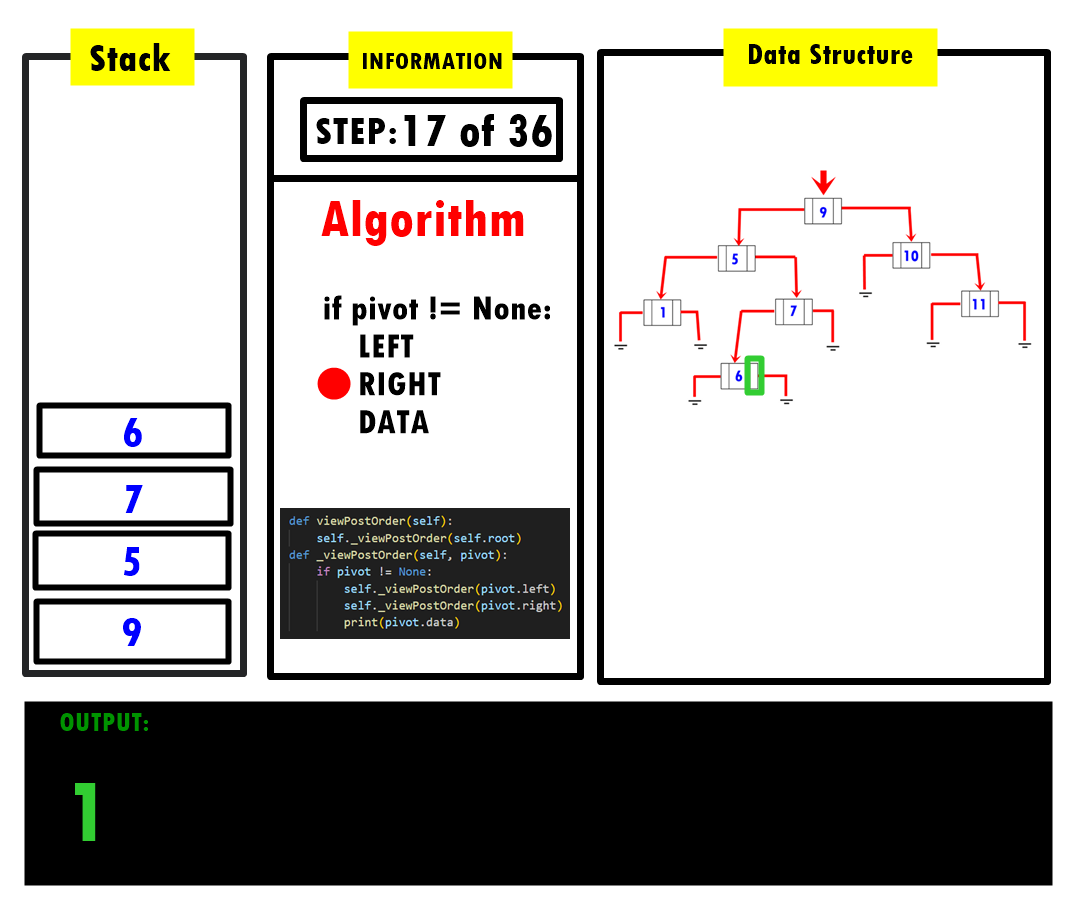 Stack
6
7
5
9
INFORMATION
STEP:17 of 36
Algorithm
if pivot != None:
LEFT
RIGHT
DATA
def viewPostOrder(self):
self._viewPostOrder(self.root)
def _viewPostOrder(self, pivot):
if pivot != None:
self._viewPostOrder(pivot.left)
self._viewPostOrder(pivot.right)
print(pivot.data)
Data Structure
9
5
10
1
7
11
6
OUTPUT:
1